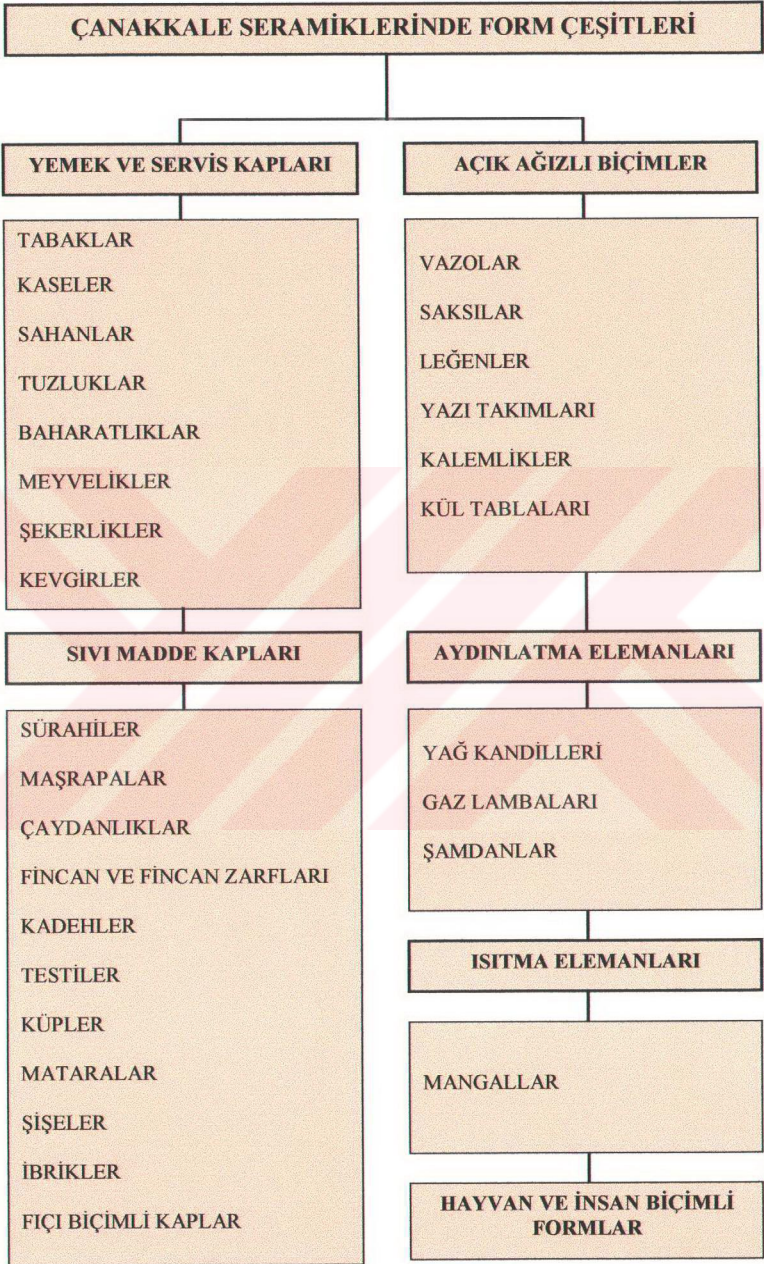 ÇANAKKALE SERAMİKLERİNDE FORM ÇEŞİTLERİ
YEMEK VE SERVİS KAPLARI
TABAKLAR
KASELER
SAHANLAR
TUZLUKLAR
BAHARATLIKLAR
MEYVELİKLER
ŞEKERLİKLER
KEVGİRLER
SIVI MADDE KAPLARI
SÜRAHİLER
MAŞRAPALAR
ÇAYDANLIKLAR
FİNCAN VE FİNCAN ZARFLARI
KADEHLER
TESTİLER
KÜPLER
MATARALAR
ŞİŞELER
İBRİKLER
FIÇI BİÇİMLİ KAPLAR
AÇIK AĞIZLI BİÇİMLER
VAZOLAR
SAKSILAR
LEĞENLER
YAZI TAKIMLARI
KALEMLİKLER
KÜL TABLALARI
AYDINLATMA ELEMANLARI
YAĞ KANDİLLERİ
GAZ LAMBALARI
ŞAMDANLAR
ISITMA ELEMANLARI
MANGALLAR
HAYVAN VE İNSAN BİÇİMLİ
FORMLAR